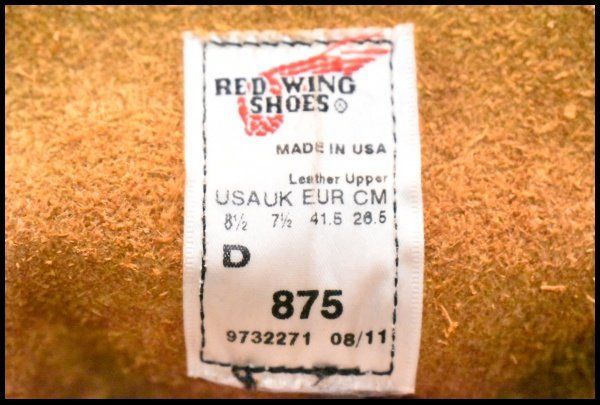 RED WING
SHOES
MADE IN USA
Leather Upper
USA UK EUR CM
8½ 7½ 41.5 26.5
D
875
9732271 08/11